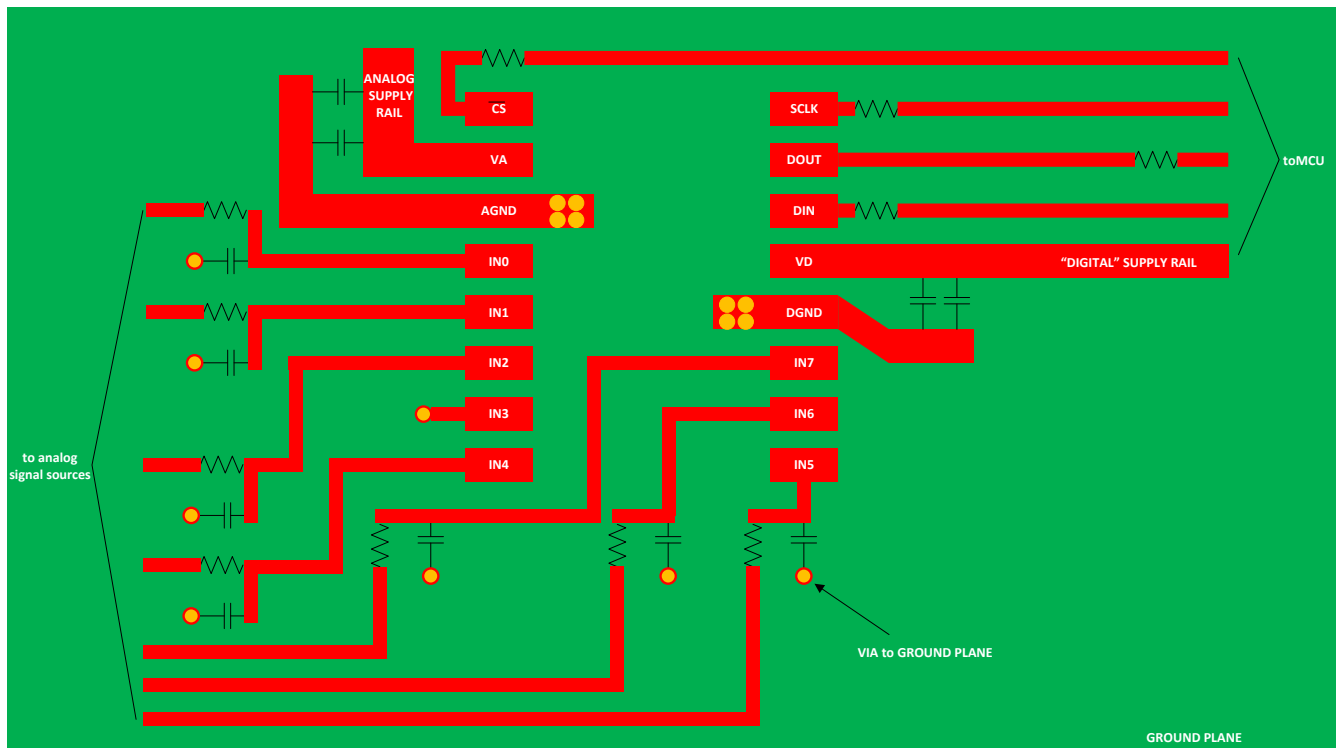 ANALOG
SUPPLY
RAIL
CS
SCLK
VA
DOUT
toMCU
AGND
DIN
IN0
VD
“DIGITAL” SUPPLY RAIL
IN1
DGND
IN2
IN7
IN3
IN6
to analog
signal sources
IN4
IN5
VIA to GROUND PLANE
GROUND PLANE